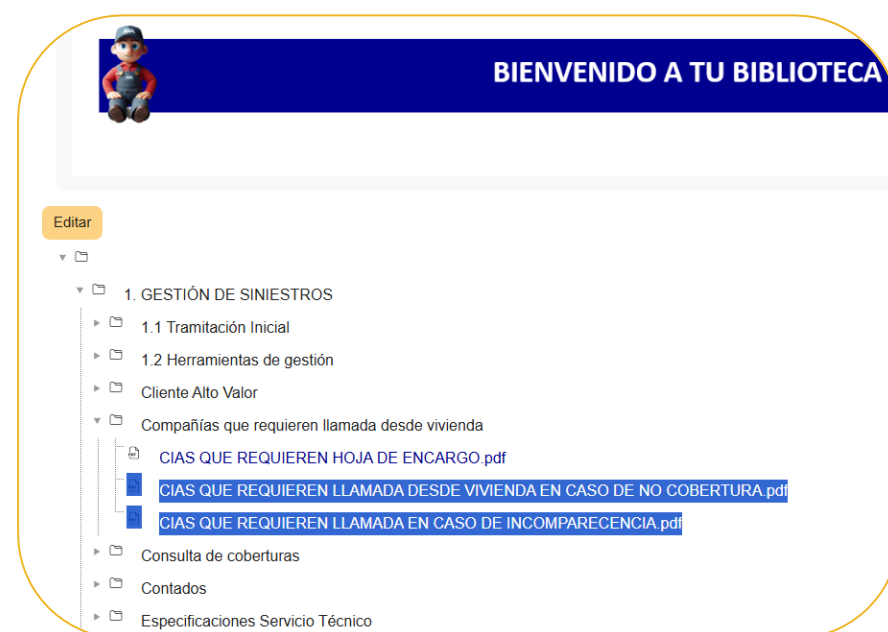 BIENVENIDO A TU BIBLIOTECA
Editar
1. GESTIÓN DE SINIESTROS
1.1 Tramitación Inicial
1.2 Herramientas de gestión
Cliente Alto Valor
Compañías que requieren llamada desde vivienda
CIAS QUE REQUIEREN HOJA DE ENCARGO.pdf
CIAS QUE REQUIEREN LLAMADA DESDE VIVIENDA EN CASO DE NO COBERTURA.pdf
CIAS QUE REQUIEREN LLAMADA EN CASO DE INCOMPARECENCIA.pdf
Consulta de coberturas
Contados
Especificaciones Servicio Técnico